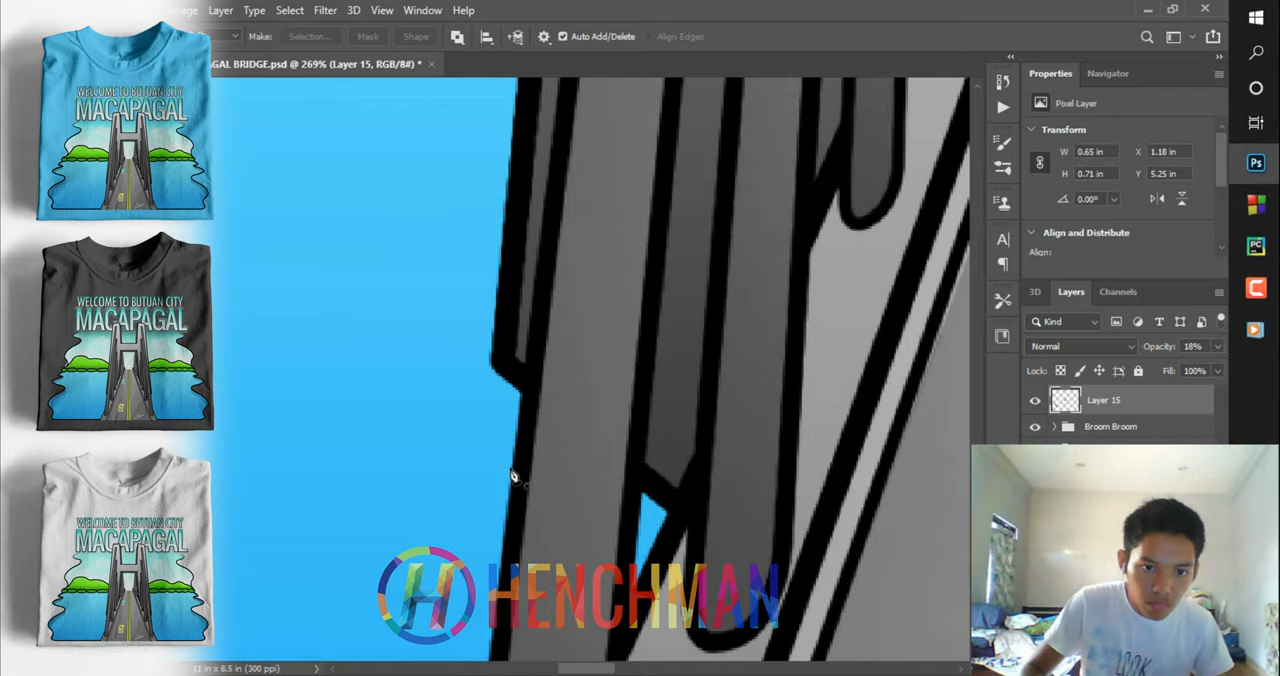 Image Layer Type Select Filter 3D View Window Help
Make: Selection... Mask Shape Auto Add/Delete Align Edges
AGAL BRIDGE.psd @ 269% (Layer 15, RGB/8#) * ×
WELCOME TO BUTUAN CITY
MACAPAGAL
WELCOME TO BUTUAN CITY
MACAPAGAL
WELCOME TO BUTUAN CITY
MACAPAGAL
H HENCHMAN
11 in x 8.5 in (300 ppi)
Properties Navigator
Pixel Layer
Transform
W 0.65 in X 1.18 in
H 0.71 in Y 5.25 in
0.00°
Align and Distribute
Align:
3D Layers Channels
Kind
Normal Opacity: 18%
Lock: Fill: 100%
Layer 15
Broom Broom
Ps
PC
LOOK